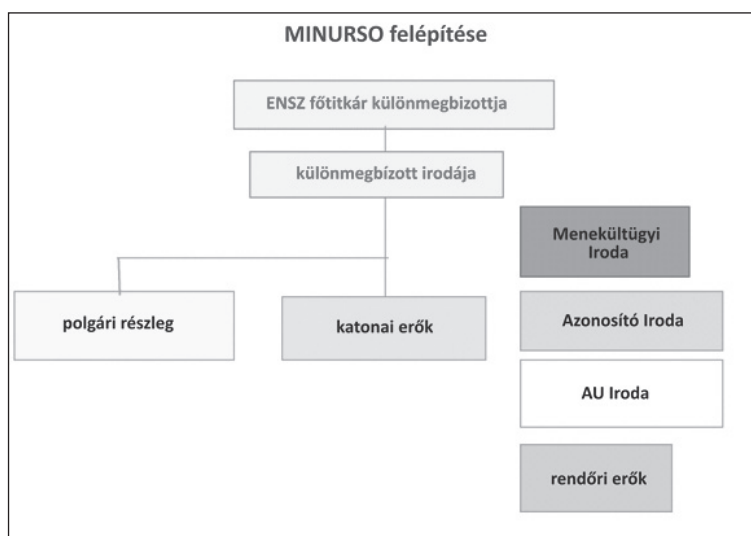 MINURSO felépítése
ENSZ főtitkár különmegbizottja
különmegbízott irodája
Menekültügyi
Iroda
polgári részleg
katonai erők
Azonosító Iroda
AU Iroda
rendőri erők